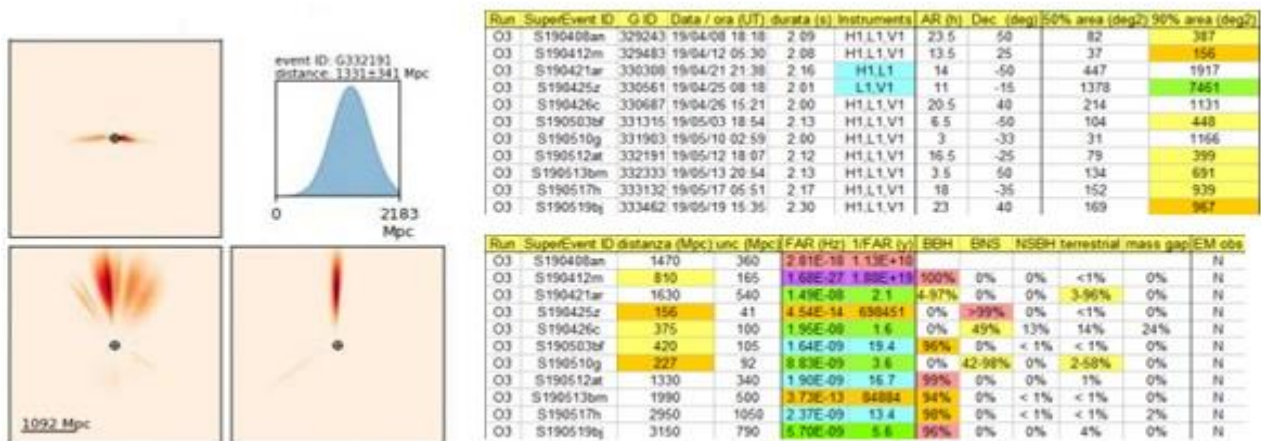 event ID: G332191
distance: 1331±341 Mpc
0 2183
Mpc
1092 Mpc
Run SuperEvent ID G ID Data / ora (UT) durata (s) Instruments AR (h) Dec (deg) 50% area (deg2) 90% area (deg2)
O3 S190408an 329243 19/04/08 18:18 2.09 H1,L1,V1 23.5 50 82 387
O3 S190412m 329483 19/04/12 05:30 2.08 H1,L1,V1 13.5 25 37 156
O3 S190421ar 330308 19/04/21 21:38 2.16 H1,L1 14 -50 447 1917
O3 S190425z 330561 19/04/25 08:18 2.01 L1,V1 11 -15 1378 7461
O3 S190426c 330687 19/04/26 15:21 2.00 H1,L1,V1 20.5 40 214 1131
O3 S190503bf 331315 19/05/03 18:54 2.13 H1,L1,V1 6.5 -50 104 448
O3 S190510g 331903 19/05/10 02:59 2.00 H1,L1,V1 3 -33 31 1166
O3 S190512at 332191 19/05/12 18:07 2.12 H1,L1,V1 16.5 -25 79 399
O3 S190513bm 332333 19/05/13 20:54 2.13 H1,L1,V1 3.5 50 134 691
O3 S190517h 333132 19/05/17 05:51 2.17 H1,L1,V1 18 -35 152 939
O3 S190519bj 333462 19/05/19 15:35 2.30 H1,L1,V1 23 40 169 967
Run SuperEvent ID distanza (Mpc) unc (Mpc) FAR (Hz) 1/FAR (y) BBH BNS NSBH terrestrial mass gap EM obs
O3 S190408an 1470 360 2.81E-18 1.13E+10 N
O3 S190412m 810 165 1.68E-27 1.88E+19 100% 0% 0% <1% 0% N
O3 S190421ar 1630 540 1.49E-08 2.1 4-97% 0% 0% 3-96% 0% N
O3 S190425z 156 41 4.54E-14 698451 0% >99% 0% <1% 0% N
O3 S190426c 375 100 1.95E-08 1.6 0% 49% 13% 14% 24% N
O3 S190503bf 420 105 1.64E-09 19.4 96% 0% < 1% < 1% 0% N
O3 S190510g 227 92 8.83E-09 3.6 0% 42-98% 0% 2-58% 0% N
O3 S190512at 1330 340 1.90E-09 16.7 99% 0% 0% 1% 0% N
O3 S190513bm 1990 500 3.73E-13 84884 94% 0% < 1% < 1% 0% N
O3 S190517h 2950 1050 2.37E-09 13.4 98% 0% < 1% < 1% 2% N
O3 S190519bj 3150 790 5.70E-09 5.6 96% 0% 0% 4% 0% N